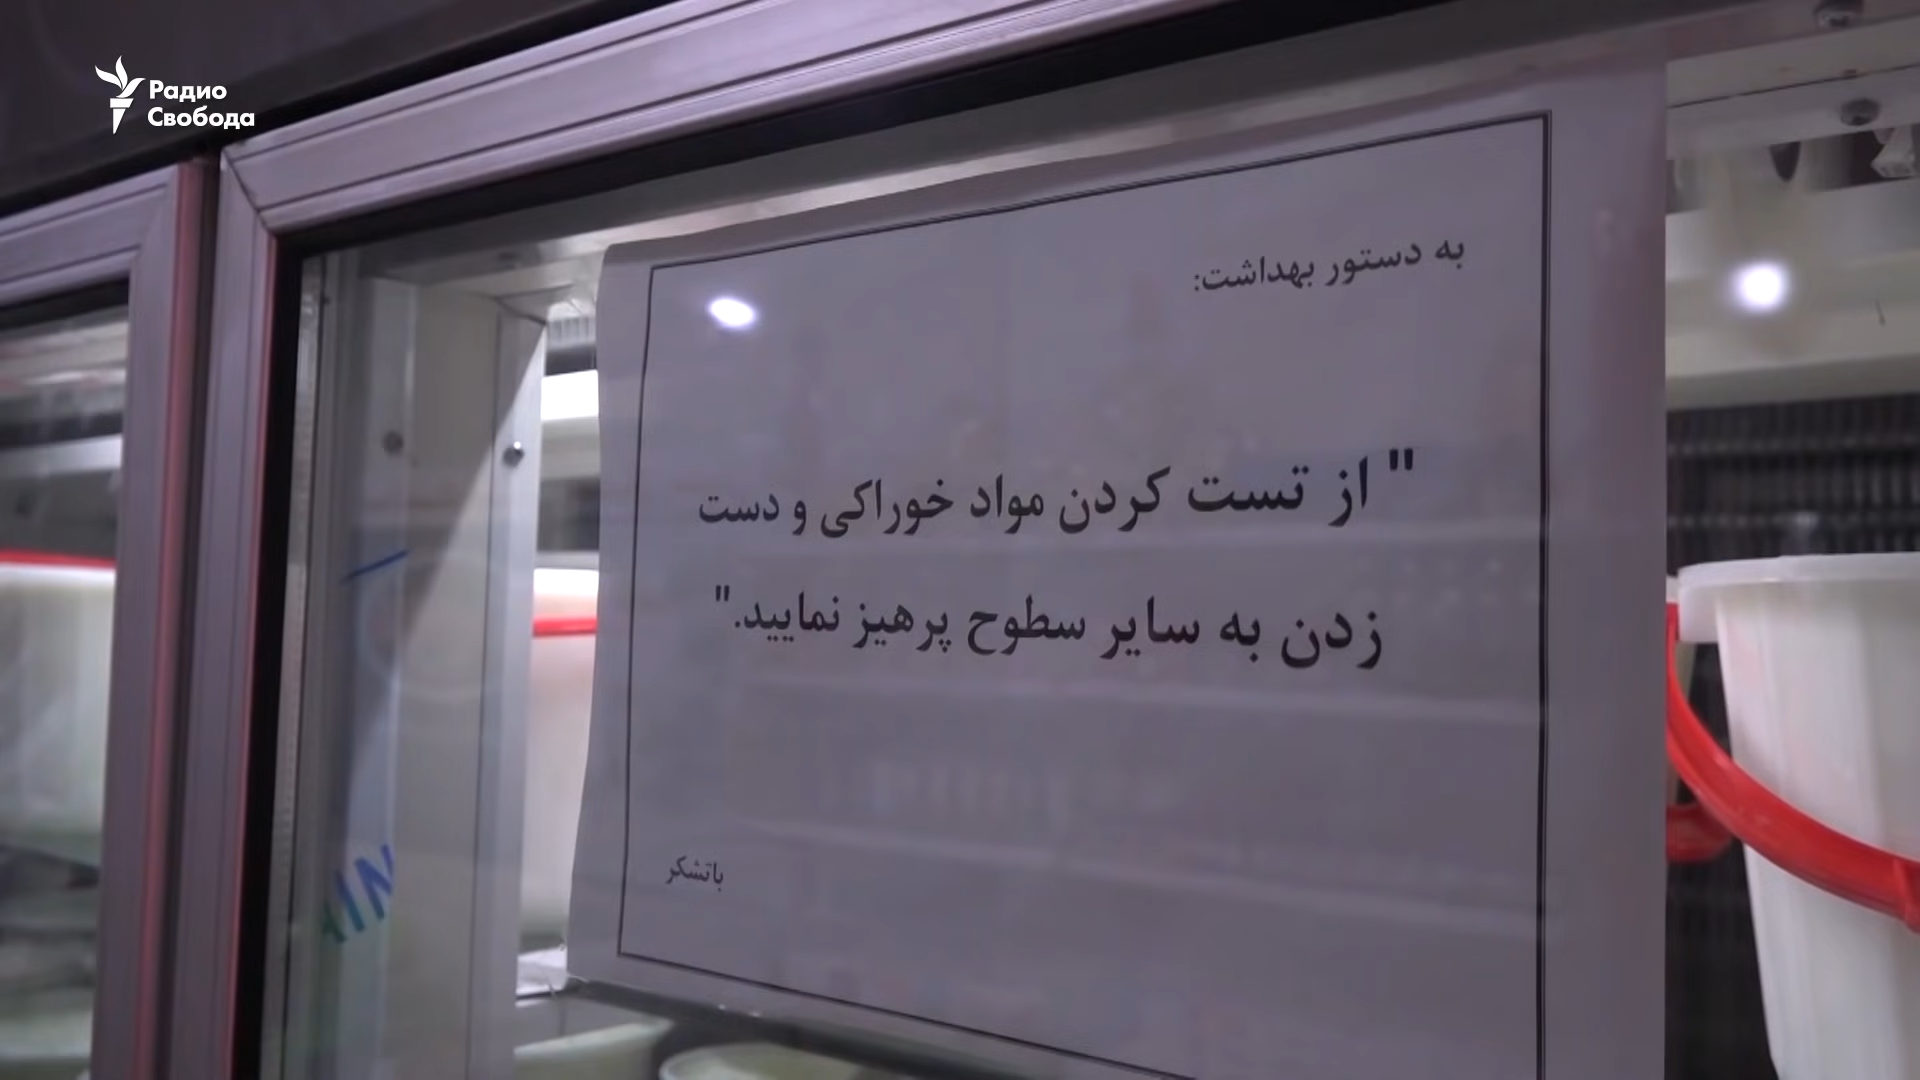 Радио
Свобода
به دستور بهداشت:
" از تست کردن مواد خوراکی و دست
زدن به سایر سطوح پرهیز نمایید."
باتشکر